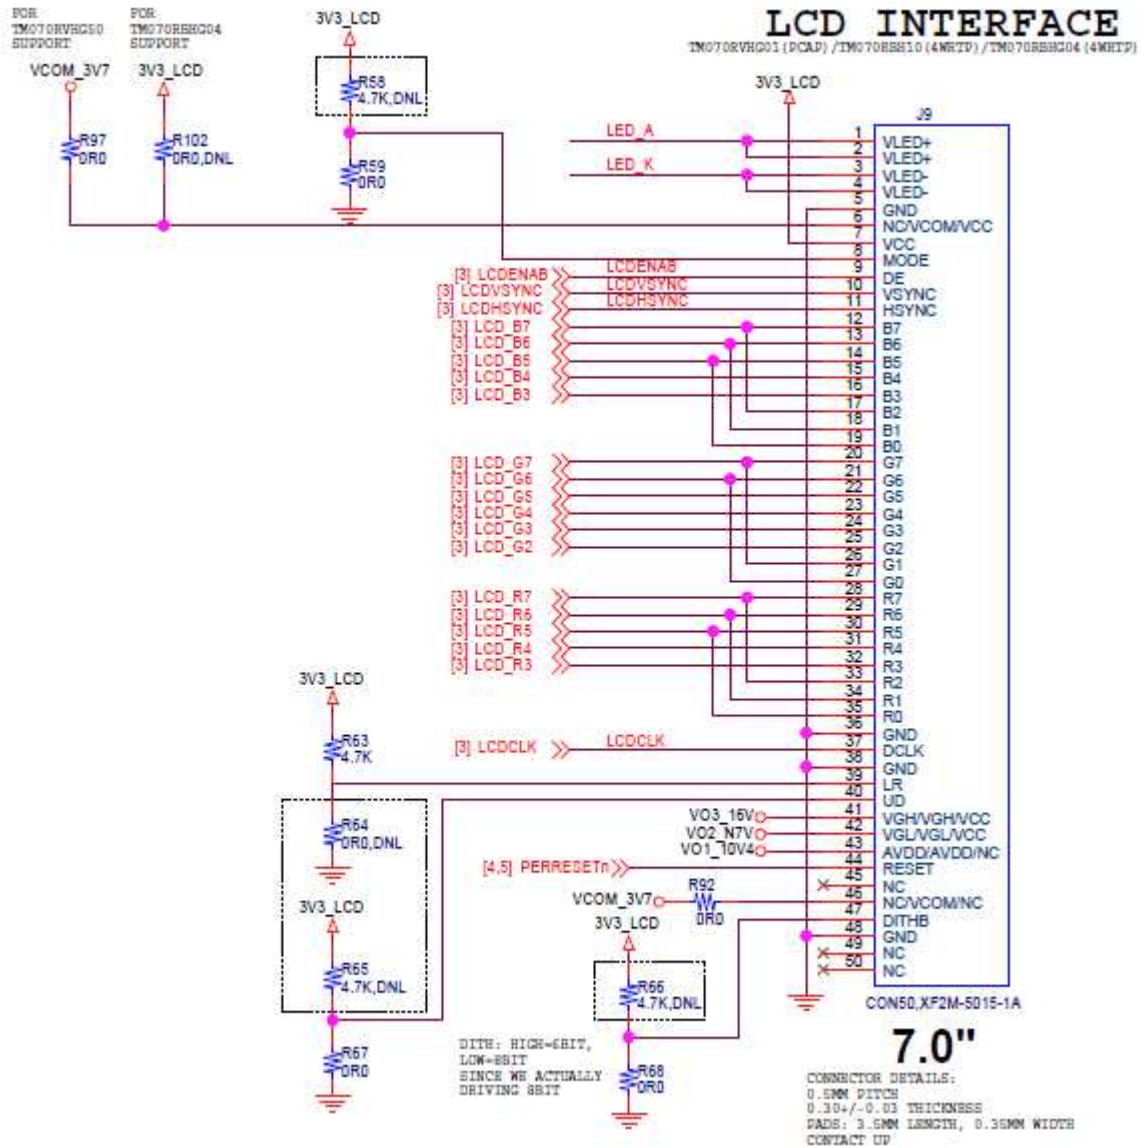 LCD INTERFACE
TM070RVHG01(PCAP)/TM070RBH10(4WRTP)/TM070RBHG04(4WRTP)
FOR
TM070RVHG50
SUPPORT
FOR
TM070RBHG04
SUPPORT
VCOM_3V7
3V3_LCD
R97
0R0
R102
0R0,DNL
3V3_LCD
R58
4.7K,DNL
R59
0R0
3V3_LCD
J9
LED_A
LED_K
1 VLED+
2 VLED+
3 VLED-
4 VLED-
5 GND
6 NC/VCOM/VCC
7 VCC
8 MODE
[3] LCDENAB LCDENAB 9 DE
[3] LCDVSYNC LCDVSYNC 10 VSYNC
[3] LCDHSYNC LCDHSYNC 11 HSYNC
[3] LCD_B7 12 B7
[3] LCD_B6 13 B6
[3] LCD_B5 14 B5
[3] LCD_B4 15 B4
[3] LCD_B3 16 B3
17 B2
18 B1
19 B0
[3] LCD_G7 20 G7
[3] LCD_G6 21 G6
[3] LCD_G5 22 G5
[3] LCD_G4 23 G4
[3] LCD_G3 24 G3
[3] LCD_G2 25 G2
26 G1
27 G0
[3] LCD_R7 28 R7
[3] LCD_R6 29 R6
[3] LCD_R5 30 R5
[3] LCD_R4 31 R4
[3] LCD_R3 32 R3
33 R2
34 R1
35 R0
36 GND
[3] LCDCLK LCDCLK 37 DCLK
38 GND
39 LR
40 UD
VO3_16V 41 VGH/VGH/VCC
VO2_N7V 42 VGL/VGL/VCC
VO1_10V4 43 AVDD/AVDD/NC
[4,5] PERRESETn 44 RESET
45 NC
VCOM_3V7 R92 0R0 46 NC/VCOM/NC
47 DITHB
48 GND
49 NC
50 NC
CON50,XF2M-5015-1A
3V3_LCD
R63
4.7K
R64
0R0,DNL
3V3_LCD
R65
4.7K,DNL
R67
0R0
3V3_LCD
R66
4.7K,DNL
R68
0R0
DITH: HIGH=6BIT,
LOW=8BIT
SINCE WE ACTUALLY
DRIVING 8BIT
7.0"
CONNECTOR DETAILS:
0.5MM PITCH
0.30+/-0.03 THICKNESS
PADS: 3.5MM LENGTH, 0.35MM WIDTH
CONTACT UP